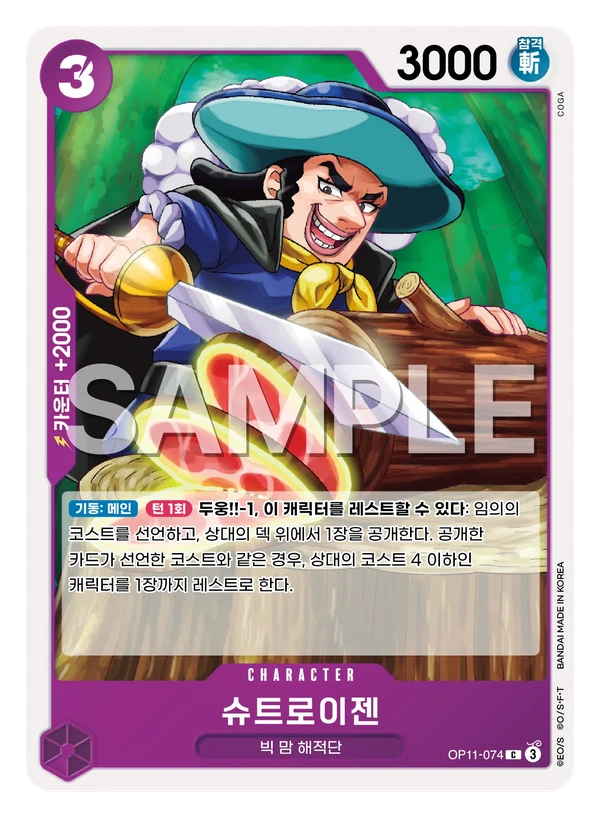 3
3000
참격
斬
COGA
카운터 +2000
SAMPLE
기동: 메인 턴 1회 두웅!!-1, 이 캐릭터를 레스트할 수 있다: 임의의
코스트를 선언하고, 상대의 덱 위에서 1장을 공개한다. 공개한
카드가 선언한 코스트와 같은 경우, 상대의 코스트 4 이하인
캐릭터를 1장까지 레스트로 한다.
CHARACTER
슈트로이젠
빅 맘 해적단
OP11-074 C 3
©EO/S ©O/S·F·T BANDAI MADE IN KOREA